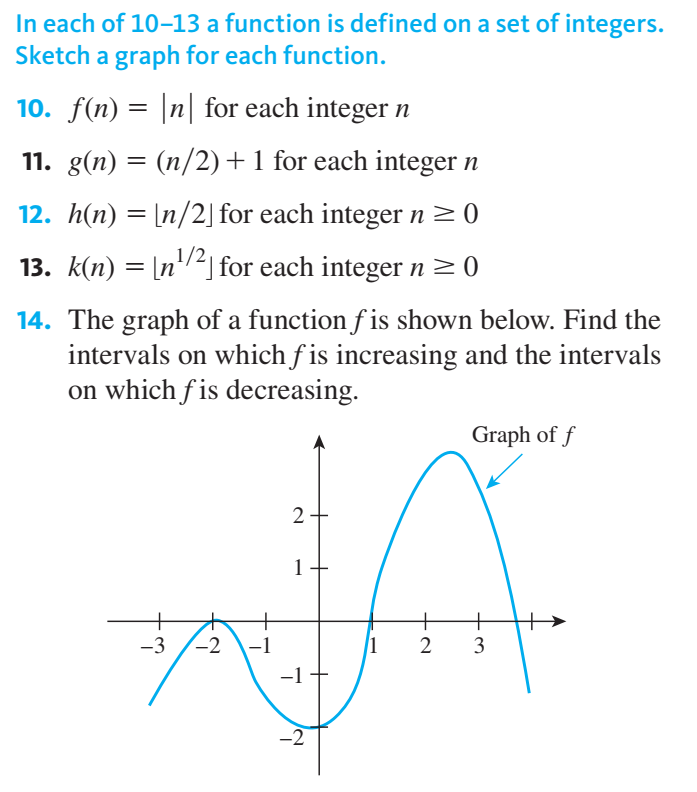 In each of 10–13 a function is defined on a set of integers.
Sketch a graph for each function.
10. f(n) = |n| for each integer n
11. g(n) = (n/2) + 1 for each integer n
12. h(n) = ⌊n/2⌋ for each integer n ≥ 0
13. k(n) = ⌊n^{1/2}⌋ for each integer n ≥ 0
14. The graph of a function f is shown below. Find the
intervals on which f is increasing and the intervals
on which f is decreasing.
Graph of f
2
1
–3 –2 –1 1 2 3
–1
–2